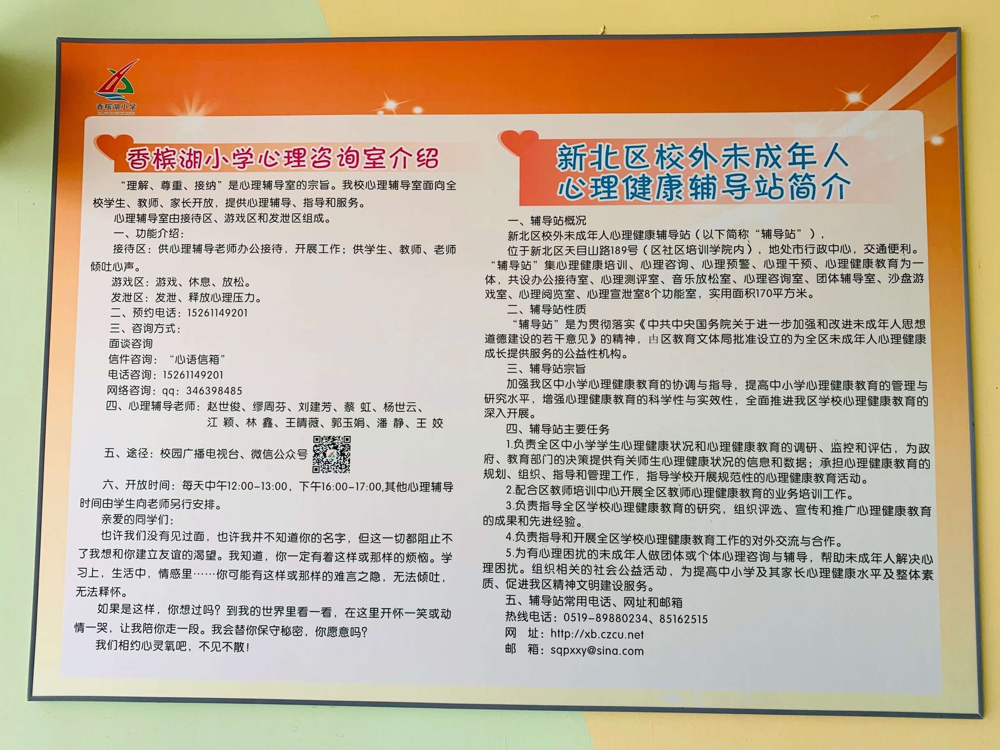 香槟湖小学
XIANG BIN HU XIAO XUE
香槟湖小学心理咨询室介绍
“理解、尊重、接纳”是心理辅导室的宗旨。我校心理辅导室面向全
校学生、教师、家长开放，提供心理辅导、指导和服务。
心理辅导室由接待区、游戏区和发泄区组成。
一、功能介绍：
接待区：供心理辅导老师办公接待，开展工作；供学生、教师、老师
倾吐心声。
游戏区：游戏、休息、放松。
发泄区：发泄、释放心理压力。
二、预约电话：15261149201
三、咨询方式：
面谈咨询
信件咨询：“心语信箱”
电话咨询：15261149201
网络咨询：qq：346398485
四、心理辅导老师：赵世俊、缪周芬、刘建芳、蔡 虹、杨世云、
江 颖、林 鑫、王晴薇、郭玉娟、潘 静、王 姣
五、途径：校园广播电视台、微信公众号
六、开放时间：每天中午12:00-13:00，下午16:00-17:00,其他心理辅导
时间由学生向老师另行安排。
亲爱的同学们：
也许我们没有见过面，也许我并不知道你的名字，但这一切都阻止不
了我想和你建立友谊的渴望。我知道，你一定有着这样或那样的烦恼。学
习上，生活中，情感里……你可能有这样或那样的难言之隐，无法倾吐，
无法释怀。
如果是这样，你想过吗？到我的世界里看一看，在这里开怀一笑或动
情一哭，让我陪你走一段。我会替你保守秘密，你愿意吗？
我们相约心灵氧吧，不见不散！
新北区校外未成年人
心理健康辅导站简介
一、辅导站概况
新北区校外未成年人心理健康辅导站（以下简称“辅导站”），
位于新北区天目山路189号（区社区培训学院内），地处市行政中心，交通便利。
“辅导站”集心理健康培训、心理咨询、心理预警、心理干预、心理健康教育为一
体，共设办公接待室、心理测评室、音乐放松室、心理咨询室、团体辅导室、沙盘游
戏室、心理阅览室、心理宣泄室8个功能室，实用面积170平方米。
二、辅导站性质
“辅导站”是为贯彻落实《中共中央国务院关于进一步加强和改进未成年人思想
道德建设的若干意见》的精神，由区教育文体局批准设立的为全区未成年人心理健康
成长提供服务的公益性机构。
三、辅导站宗旨
加强我区中小学心理健康教育的协调与指导，提高中小学心理健康教育的管理与
研究水平，增强心理健康教育的科学性与实效性，全面推进我区学校心理健康教育的
深入开展。
四、辅导站主要任务
1.负责全区中小学学生心理健康状况和心理健康教育的调研、监控和评估，为政
府、教育部门的决策提供有关师生心理健康状况的信息和数据；承担心理健康教育的
规划、组织、指导和管理工作，指导学校开展规范性的心理健康教育活动。
2.配合区教师培训中心开展全区教师心理健康教育的业务培训工作。
3.负责指导全区学校心理健康教育的研究，组织评选、宣传和推广心理健康教育
的成果和先进经验。
4.负责指导和开展全区学校心理健康教育工作的对外交流与合作。
5.为有心理困扰的未成年人做团体或个体心理咨询与辅导，帮助未成年人解决心
理困扰。组织相关的社会公益活动，为提高中小学及其家长心理健康水平及整体素
质、促进我区精神文明建设服务。
五、辅导站常用电话、网址和邮箱
热线电话：0519-89880234、85162515
网 址：http://xb.czcu.net
邮 箱：sqpxxy@sina.com